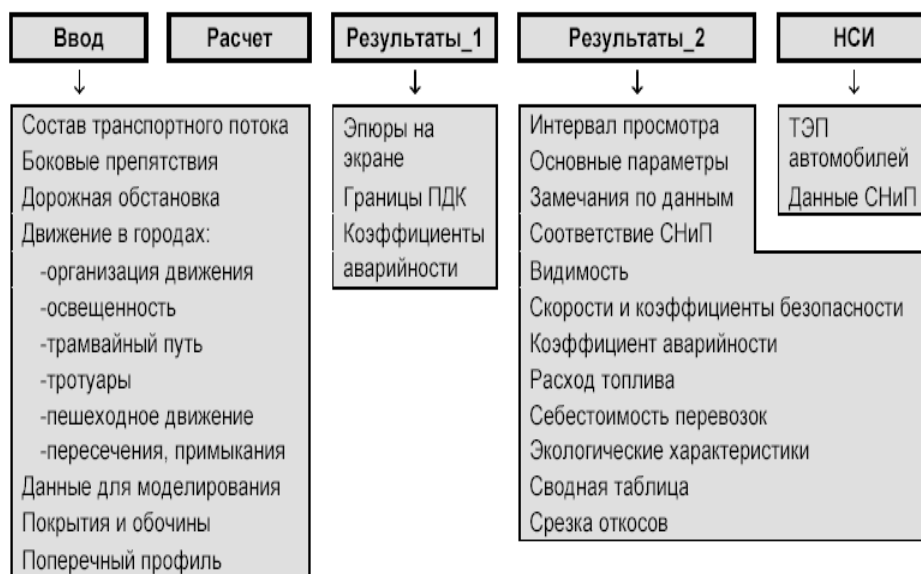 Ввод
Расчет
Результаты_1
Результаты_2
НСИ
Состав транспортного потока
Боковые препятствия
Дорожная обстановка
Движение в городах:
-организация движения
-освещенность
-трамвайный путь
-тротуары
-пешеходное движение
-пересечения, примыкания
Данные для моделирования
Покрытия и обочины
Поперечный профиль
Эпюры на
экране
Границы ПДК
Коэффициенты
аварийности
Интервал просмотра
Основные параметры
Замечания по данным
Соответствие СНиП
Видимость
Скорости и коэффициенты безопасности
Коэффициент аварийности
Расход топлива
Себестоимость перевозок
Экологические характеристики
Сводная таблица
Срезка откосов
ТЭП
автомобилей
Данные СНиП